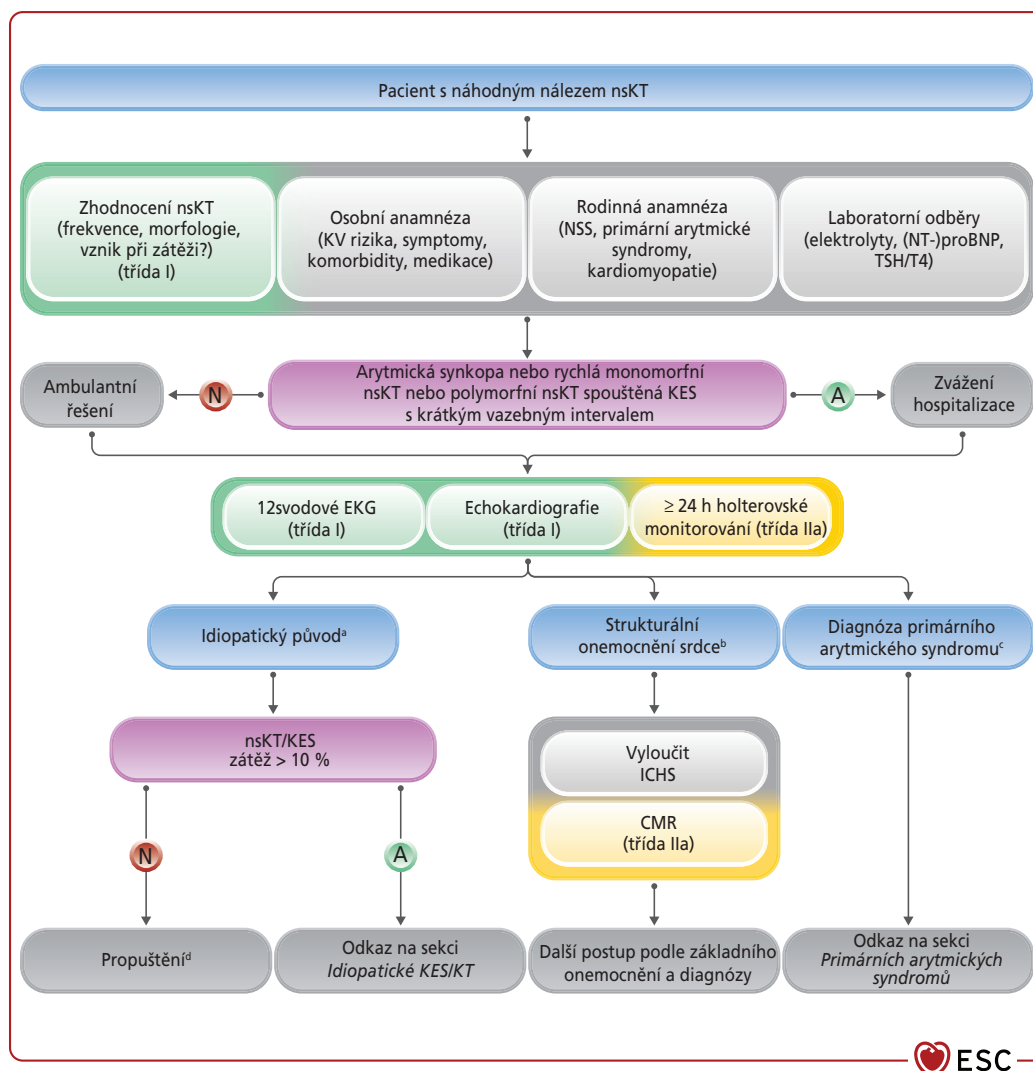 Pacient s náhodným nálezem nsKT
Zhodnocení nsKT
(frekvence, morfologie,
vznik při zátěži?)
(třída I)
Osobní anamnéza
(KV rizika, symptomy,
komorbidity, medikace)
Rodinná anamnéza
(NSS, primární arytmické
syndromy,
kardiomyopatie)
Laboratorní odběry
(elektrolyty, (NT-)proBNP,
TSH/T4)
Ambulantní
řešení
N
Arytmická synkopa nebo rychlá monomorfní
nsKT nebo polymorfní nsKT spouštěná KES
s krátkým vazebným intervalem
A
Zvážení
hospitalizace
12svodové EKG
(třída I)
Echokardiografie
(třída I)
≥ 24 h holterovské
monitorování (třída IIa)
Idiopatický původᵃ
Strukturální
onemocnění srdceᵇ
Diagnóza primárního
arytmického syndromuᶜ
nsKT/KES
zátěž > 10 %
Vyloučit
ICHS
CMR
(třída IIa)
N
A
Propuštěníᵈ
Odkaz na sekci
Idiopatické KES/KT
Další postup podle základního
onemocnění a diagnózy
Odkaz na sekci
Primárních arytmických
syndromů
ESC